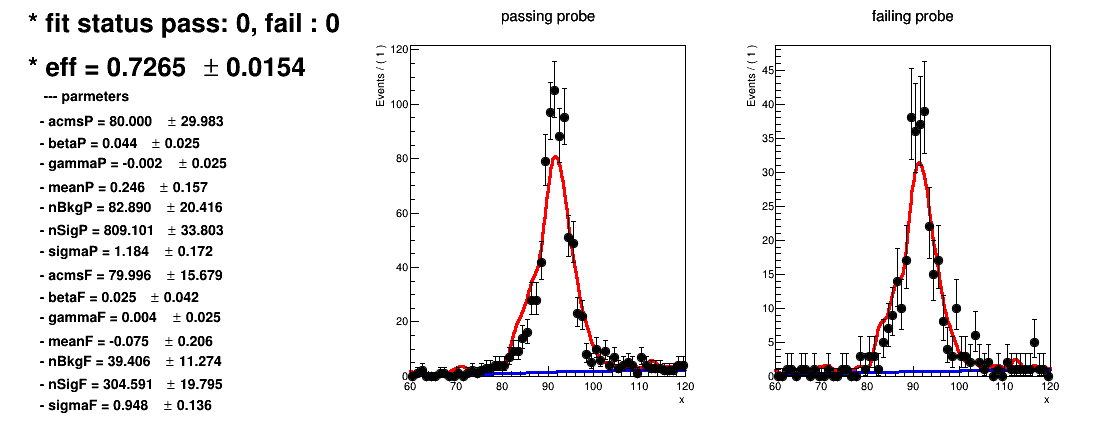 * fit status pass: 0, fail : 0
* eff = 0.7265 ± 0.0154
--- parmeters
- acmsP = 80.000 ± 29.983
- betaP = 0.044 ± 0.025
- gammaP = -0.002 ± 0.025
- meanP = 0.246 ± 0.157
- nBkgP = 82.890 ± 20.416
- nSigP = 809.101 ± 33.803
- sigmaP = 1.184 ± 0.172
- acmsF = 79.996 ± 15.679
- betaF = 0.025 ± 0.042
- gammaF = 0.004 ± 0.025
- meanF = -0.075 ± 0.206
- nBkgF = 39.406 ± 11.274
- nSigF = 304.591 ± 19.795
- sigmaF = 0.948 ± 0.136
passing probe
Events / ( 1 )
120
100
80
60
40
20
0
60 70 80 90 100 110 120
x
failing probe
Events / ( 1 )
45
40
35
30
25
20
15
10
5
0
60 70 80 90 100 110 120
x